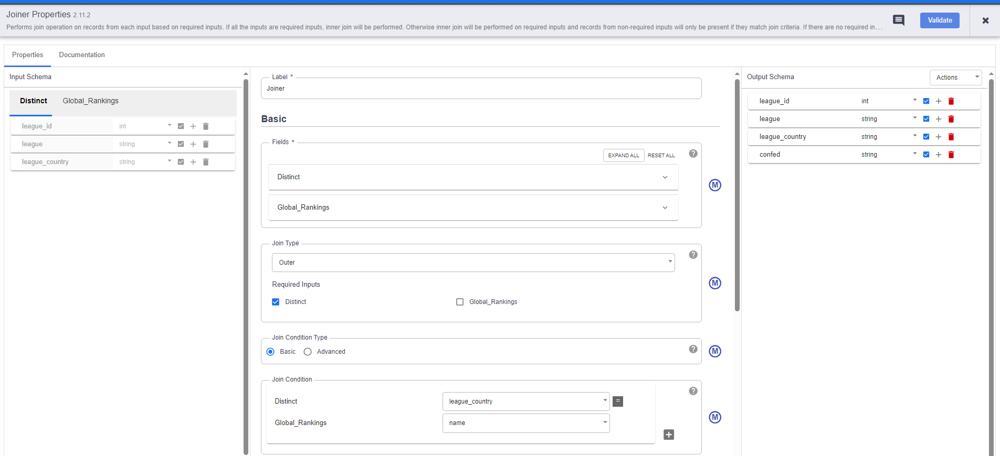 Joiner Properties 2.11.2
Performs join operation on records from each input based on required inputs. If all the inputs are required inputs, inner join will be performed. Otherwise inner join will be performed on required inputs and records from non-required inputs will only be present if they match join criteria. If there are no required in...
Validate
Properties Documentation
Input Schema
Distinct Global_Rankings
league_id int
league string
league_country string
Label *
Joiner
Basic
Fields *
EXPAND ALL RESET ALL
?
Distinct
M
Global_Rankings
Join Type
?
Outer
Required Inputs
M
Distinct Global_Rankings
Join Condition Type
?
Basic Advanced
M
Join Condition
?
Distinct league_country =
M
Global_Rankings name
Output Schema Actions
league_id int
league string
league_country string
confed string